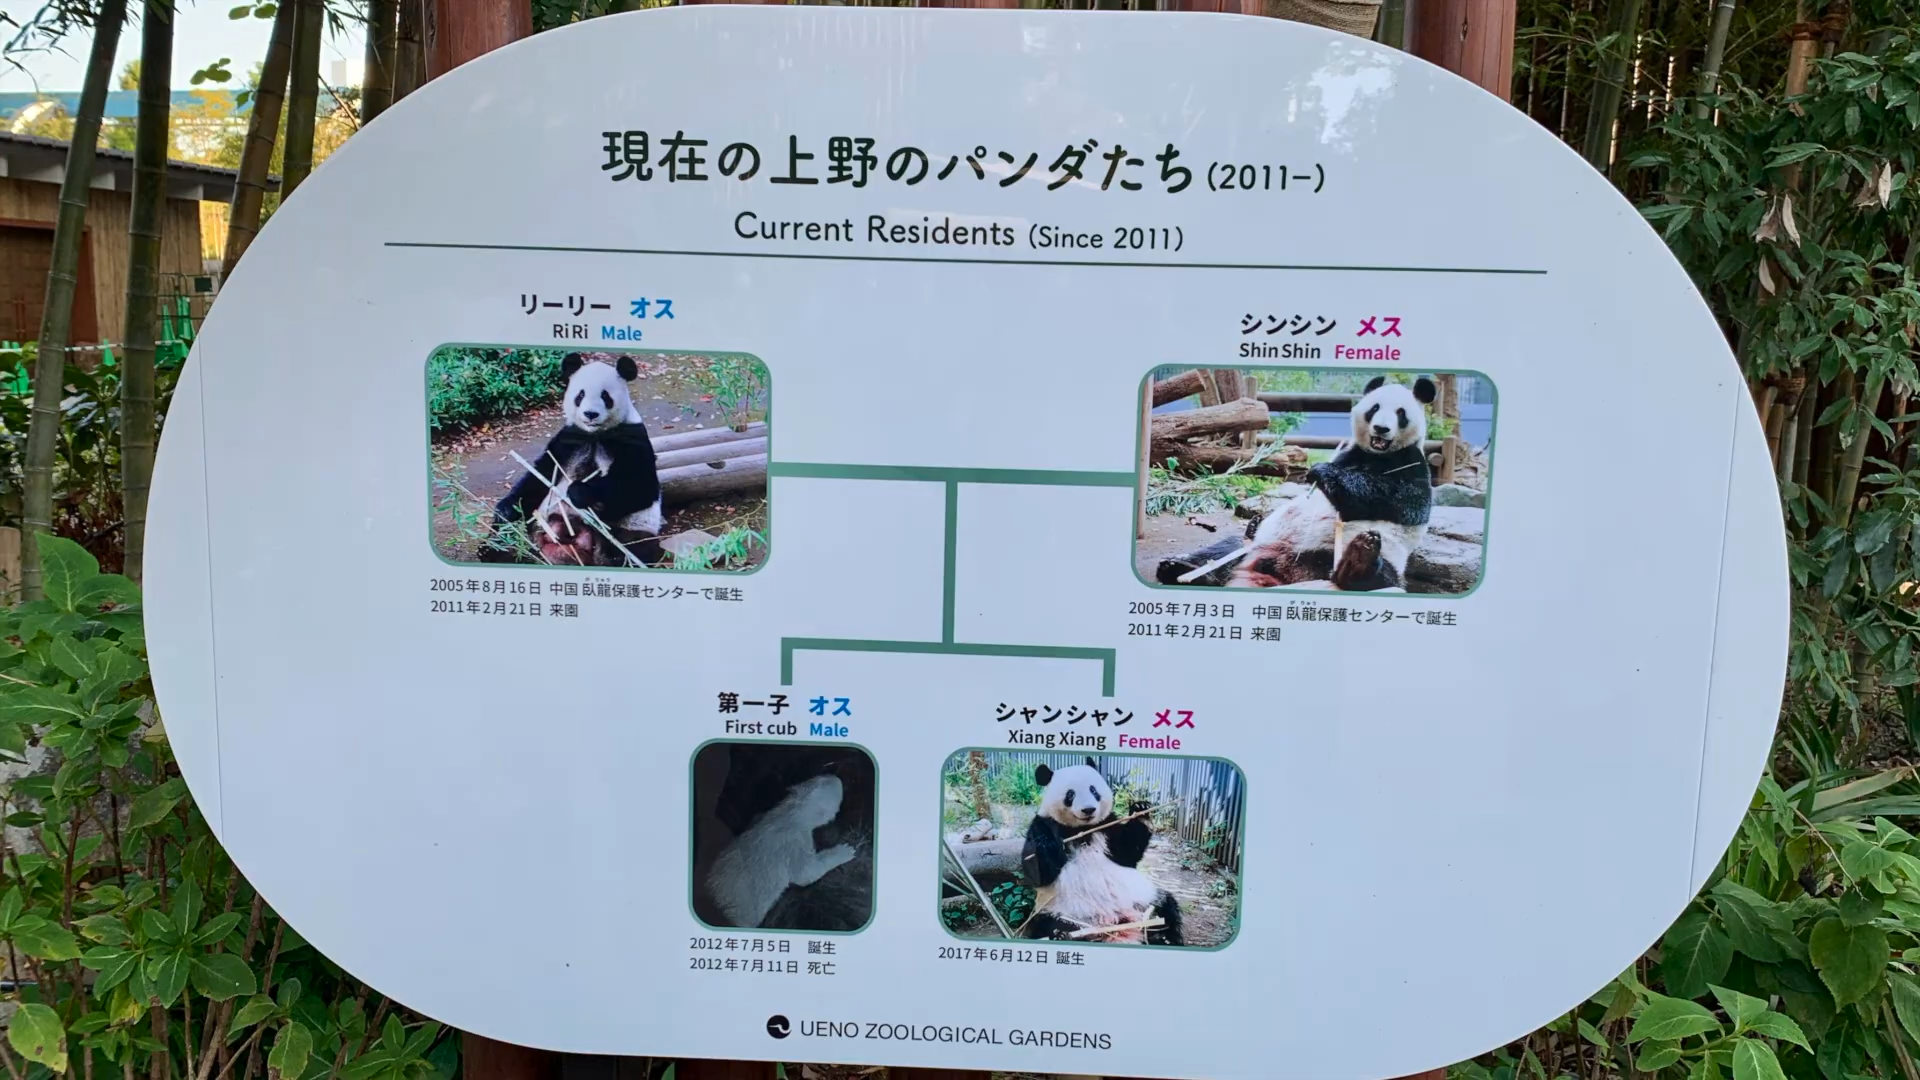 現在の上野のパンダたち(2011–)
Current Residents (Since 2011)
リーリー オス
RiRi Male
シンシン メス
ShinShin Female
2005年8月16日 中国臥龍保護センターで誕生
2011年2月21日 来園
2005年7月3日 中国臥龍保護センターで誕生
2011年2月21日 来園
第一子 オス
First cub Male
シャンシャン メス
Xiang Xiang Female
2012年7月5日 誕生
2012年7月11日 死亡
2017年6月12日 誕生
UENO ZOOLOGICAL GARDENS